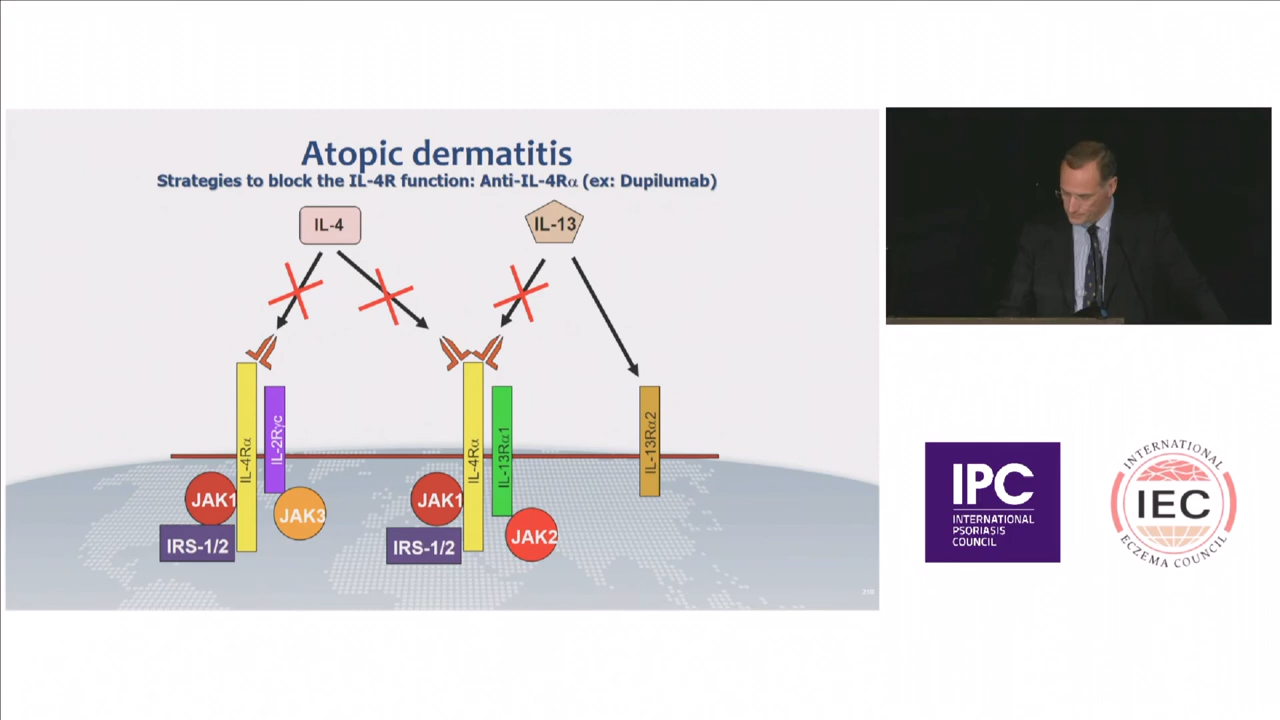 Atopic dermatitis
Strategies to block the IL-4R function: Anti-IL-4Rα (ex: Dupilumab)
IL-4
IL-13
IL-4Rα
IL-2Rγc
IL-4Rα
IL-13Rα1
IL-13Rα2
JAK1
JAK3
IRS-1/2
JAK1
JAK2
IRS-1/2
IPC
INTERNATIONAL
PSORIASIS
COUNCIL
INTERNATIONAL
IEC
ECZEMA COUNCIL